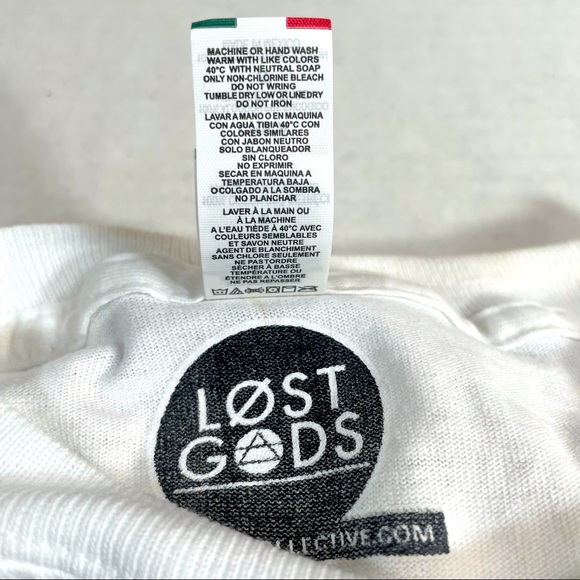 MACHINE OR HAND WASH
WARM WITH LIKE COLORS
40°C WITH NEUTRAL SOAP
ONLY NON-CHLORINE BLEACH
DO NOT WRING
TUMBLE DRY LOW OR LINE DRY
DO NOT IRON
LAVAR A MANO O EN MAQUINA
CON AGUA TIBIA 40°C CON
COLORES SIMILARES
CON JABON NEUTRO
SOLO BLANQUEADOR
SIN CLORO
NO EXPRIMIR
SECAR EN MAQUINA A
TEMPERATURA BAJA
O COLGADO A LA SOMBRA
NO PLANCHAR
LAVER À LA MAIN OU
À LA MACHINE
A L'EAU TIÈDE À 40°C AVEC
COULEURS SEMBLABLES
ET SAVON NEUTRE
AGENT DE BLANCHIMENT
SANS CHLORE SEULEMENT
NE PAS TORDRE
SÉCHER À BASSE
TEMPÉRATURE OU
ÉTENDRE A L'OMBRE
NE PAS REPASSER
LØST
GODS
LLECTIVE.COM